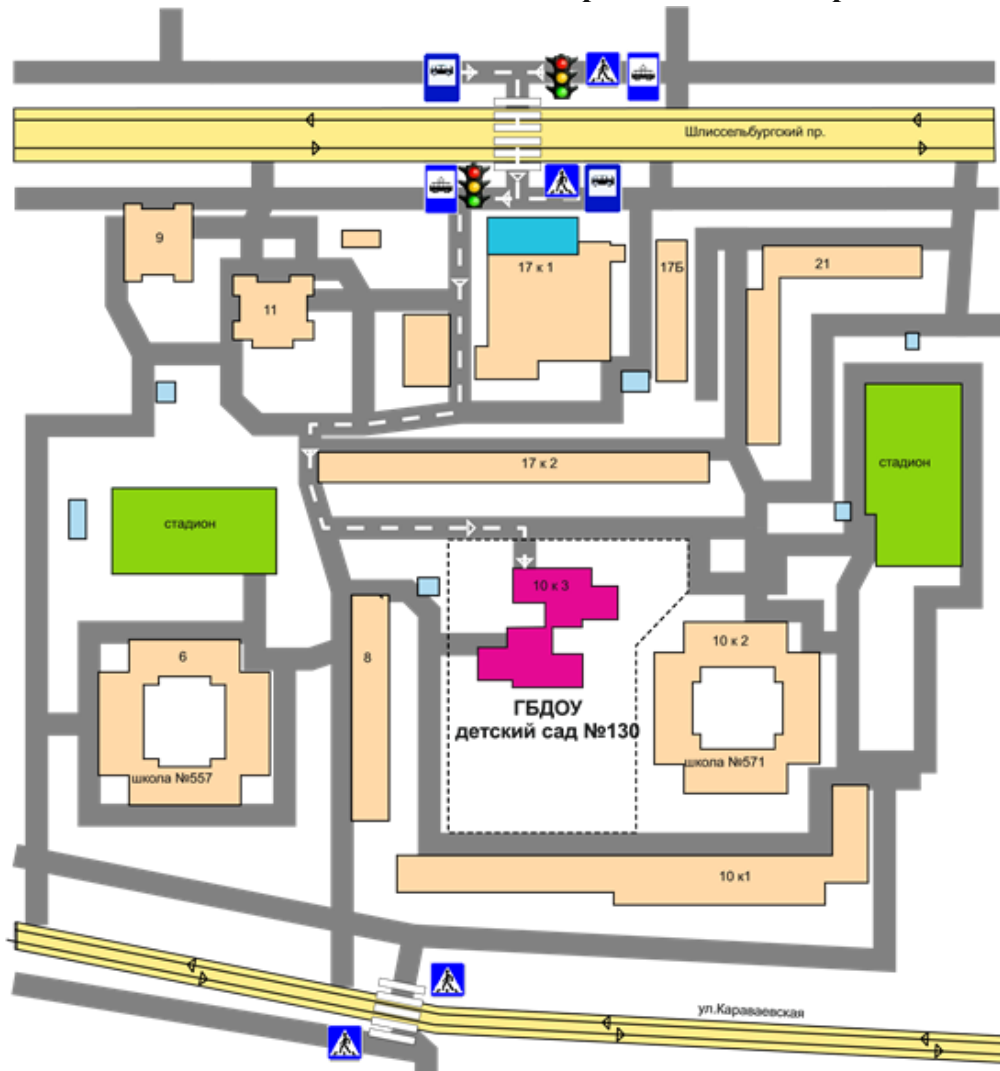 Шлиссельбургский пр.
9
11
17 к 1
17Б
21
17 к 2
стадион
стадион
10 к 3
6
8
10 к 2
ГБДОУ
детский сад №130
школа №557
школа №571
10 к1
ул.Караваевская